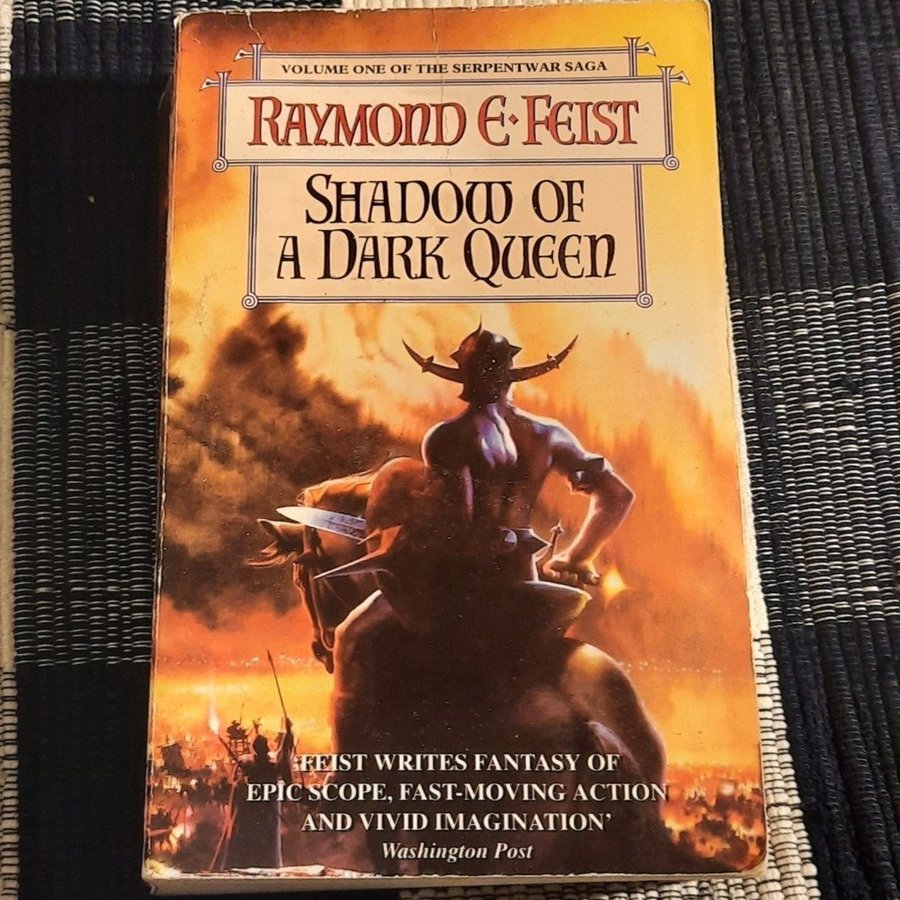 VOLUME ONE OF THE SERPENTWAR SAGA
RAYMOND E·FEIST
SHADOW OF
A DARK QUEEN
'FEIST WRITES FANTASY OF
EPIC SCOPE, FAST-MOVING ACTION
AND VIVID IMAGINATION'
Washington Post